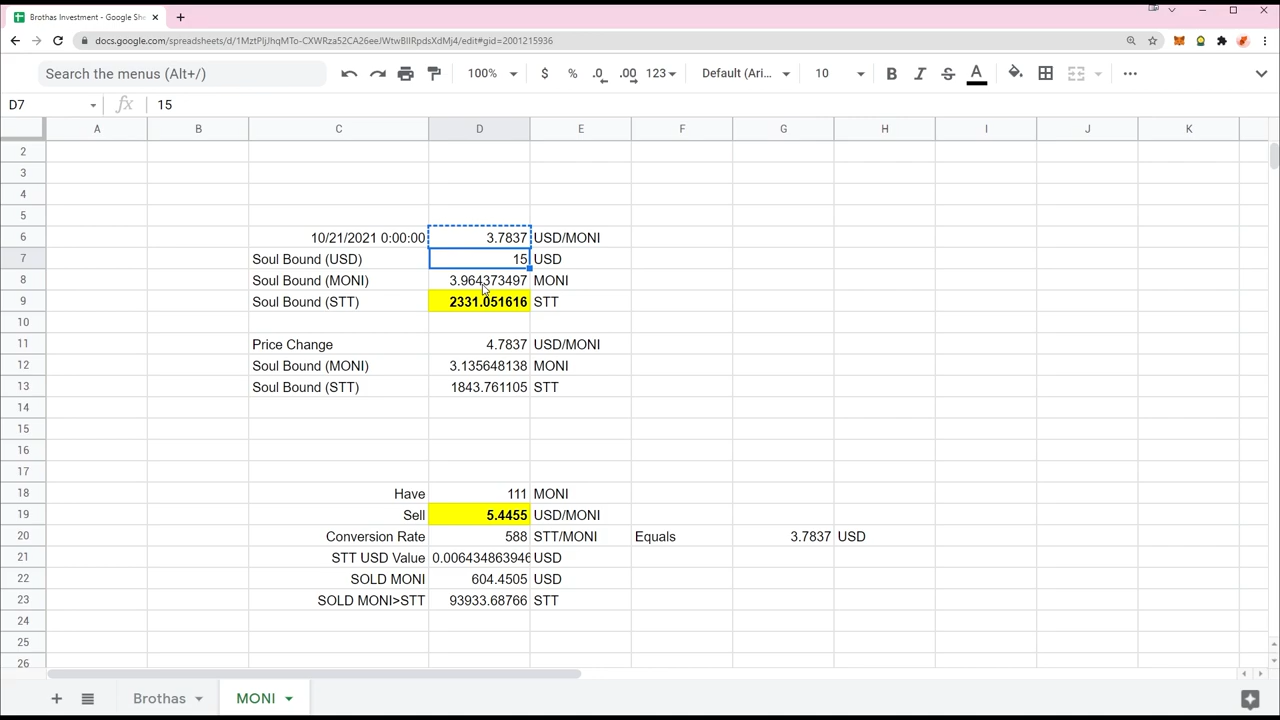 Brothas Investment - Google She
docs.google.com/spreadsheets/d/1MztPIjJhqMTo-CXWRza52CA26eeJWtwBIIRpdsXdMj4/edit#gid=2001215936
Search the menus (Alt+/) 100% $ % .0 .00 123 Default (Ari... 10 B I S A
D7 fx 15
A B C D E F G H I J K
2
3
4
5
6 10/21/2021 0:00:00 3.7837 USD/MONI
7 Soul Bound (USD) 15 USD
8 Soul Bound (MONI) 3.964373497 MONI
9 Soul Bound (STT) 2331.051616 STT
10
11 Price Change 4.7837 USD/MONI
12 Soul Bound (MONI) 3.135648138 MONI
13 Soul Bound (STT) 1843.761105 STT
14
15
16
17
18 Have 111 MONI
19 Sell 5.4455 USD/MONI
20 Conversion Rate 588 STT/MONI Equals 3.7837 USD
21 STT USD Value 0.006434863946 USD
22 SOLD MONI 604.4505 USD
23 SOLD MONI>STT 93933.68766 STT
24
25
26
Brothas MONI